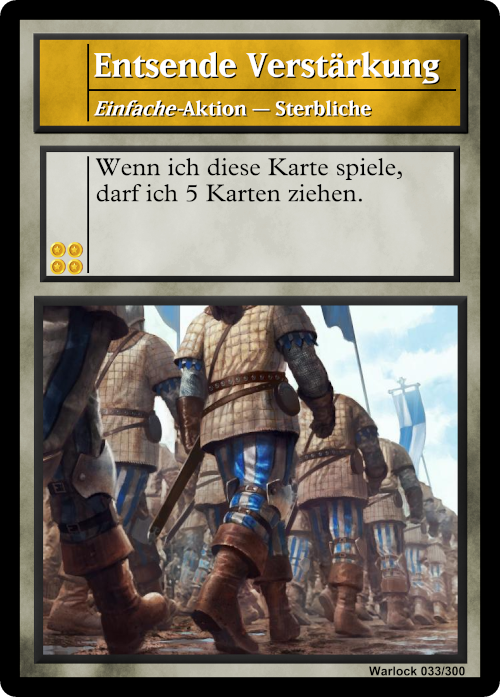 Entsende Verstärkung
Einfache-Aktion — Sterbliche
Wenn ich diese Karte spiele,
darf ich 5 Karten ziehen.
Warlock 033/300